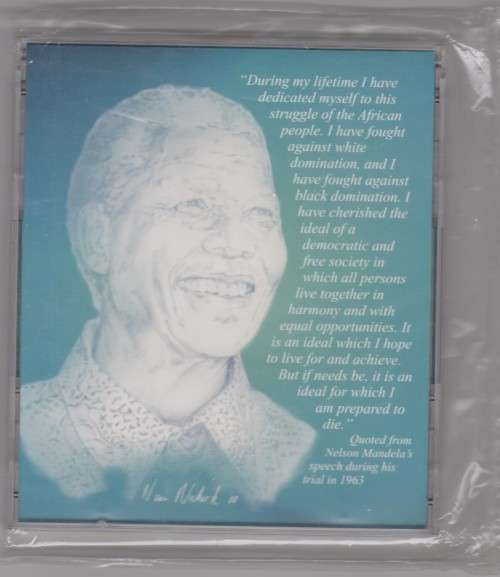 “During my lifetime I have
dedicated myself to this
struggle of the African
people. I have fought
against white
domination, and I
have fought against
black domination. I
have cherished the
ideal of a
democratic and
free society in
which all persons
live together in
harmony and with
equal opportunities. It
is an ideal which I hope
to live for and achieve.
But if needs be, it is an
ideal for which I
am prepared to
die.”
Quoted from
Nelson Mandela's
speech during his
trial in 1963